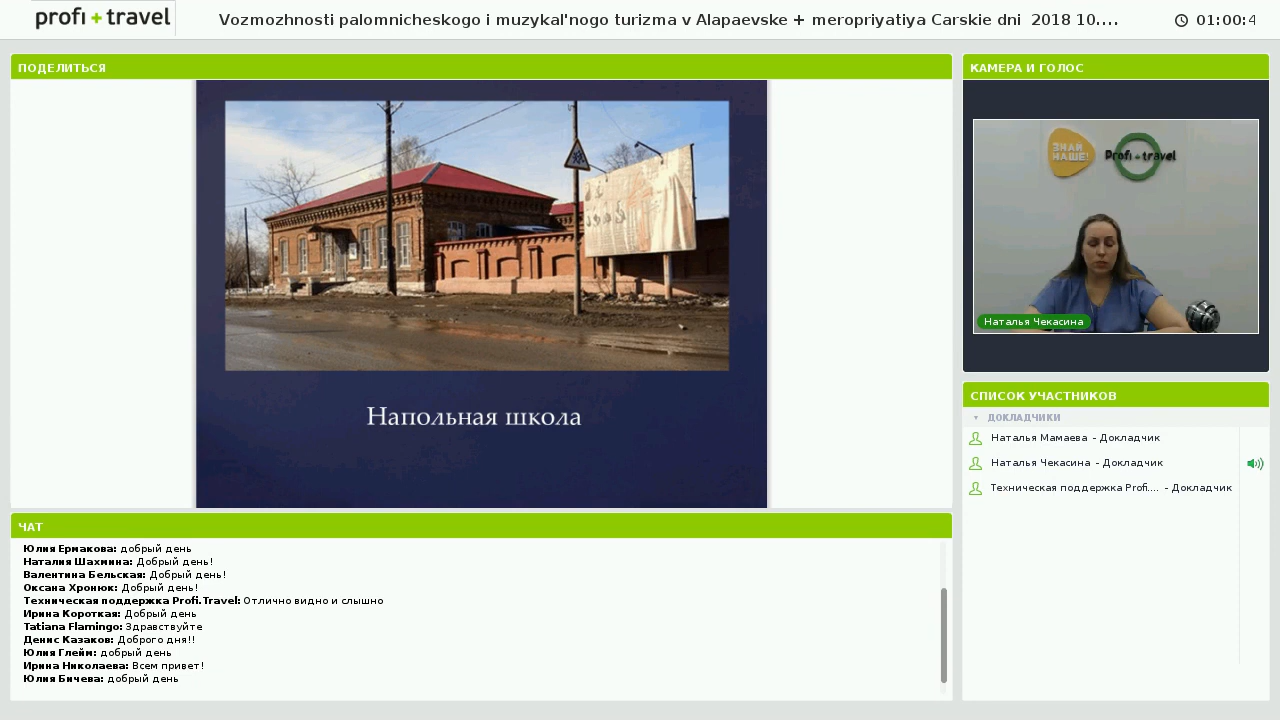 profi + travel
Vozmozhnosti palomnicheskogo i muzykal'nogo turizma v Alapaevske + meropriyatiya Carskie dni 2018 10....
01:00:4
ПОДЕЛИТЬСЯ
Напольная школа
КАМЕРА И ГОЛОС
ЗНАЙ
НАШЕ!
Profi travel
Наталья Чекасина
СПИСОК УЧАСТНИКОВ
ДОКЛАДЧИКИ
Наталья Мамаева - Докладчик
Наталья Чекасина - Докладчик
Техническая поддержка Profi.... - Докладчик
ЧАТ
Юлия Ермакова: добрый день
Наталия Шахмина: Добрый день!
Валентина Бельская: Добрый день!
Оксана Хронюк: Добрый день!
Техническая поддержка Profi.Travel: Отлично видно и слышно
Ирина Короткая: Добрый день
Tatiana Flamingo: Здравствуйте
Денис Казаков: Доброго дня!!
Юлия Глейм: добрый день
Ирина Николаева: Всем привет!
Юлия Бичева: добрый день